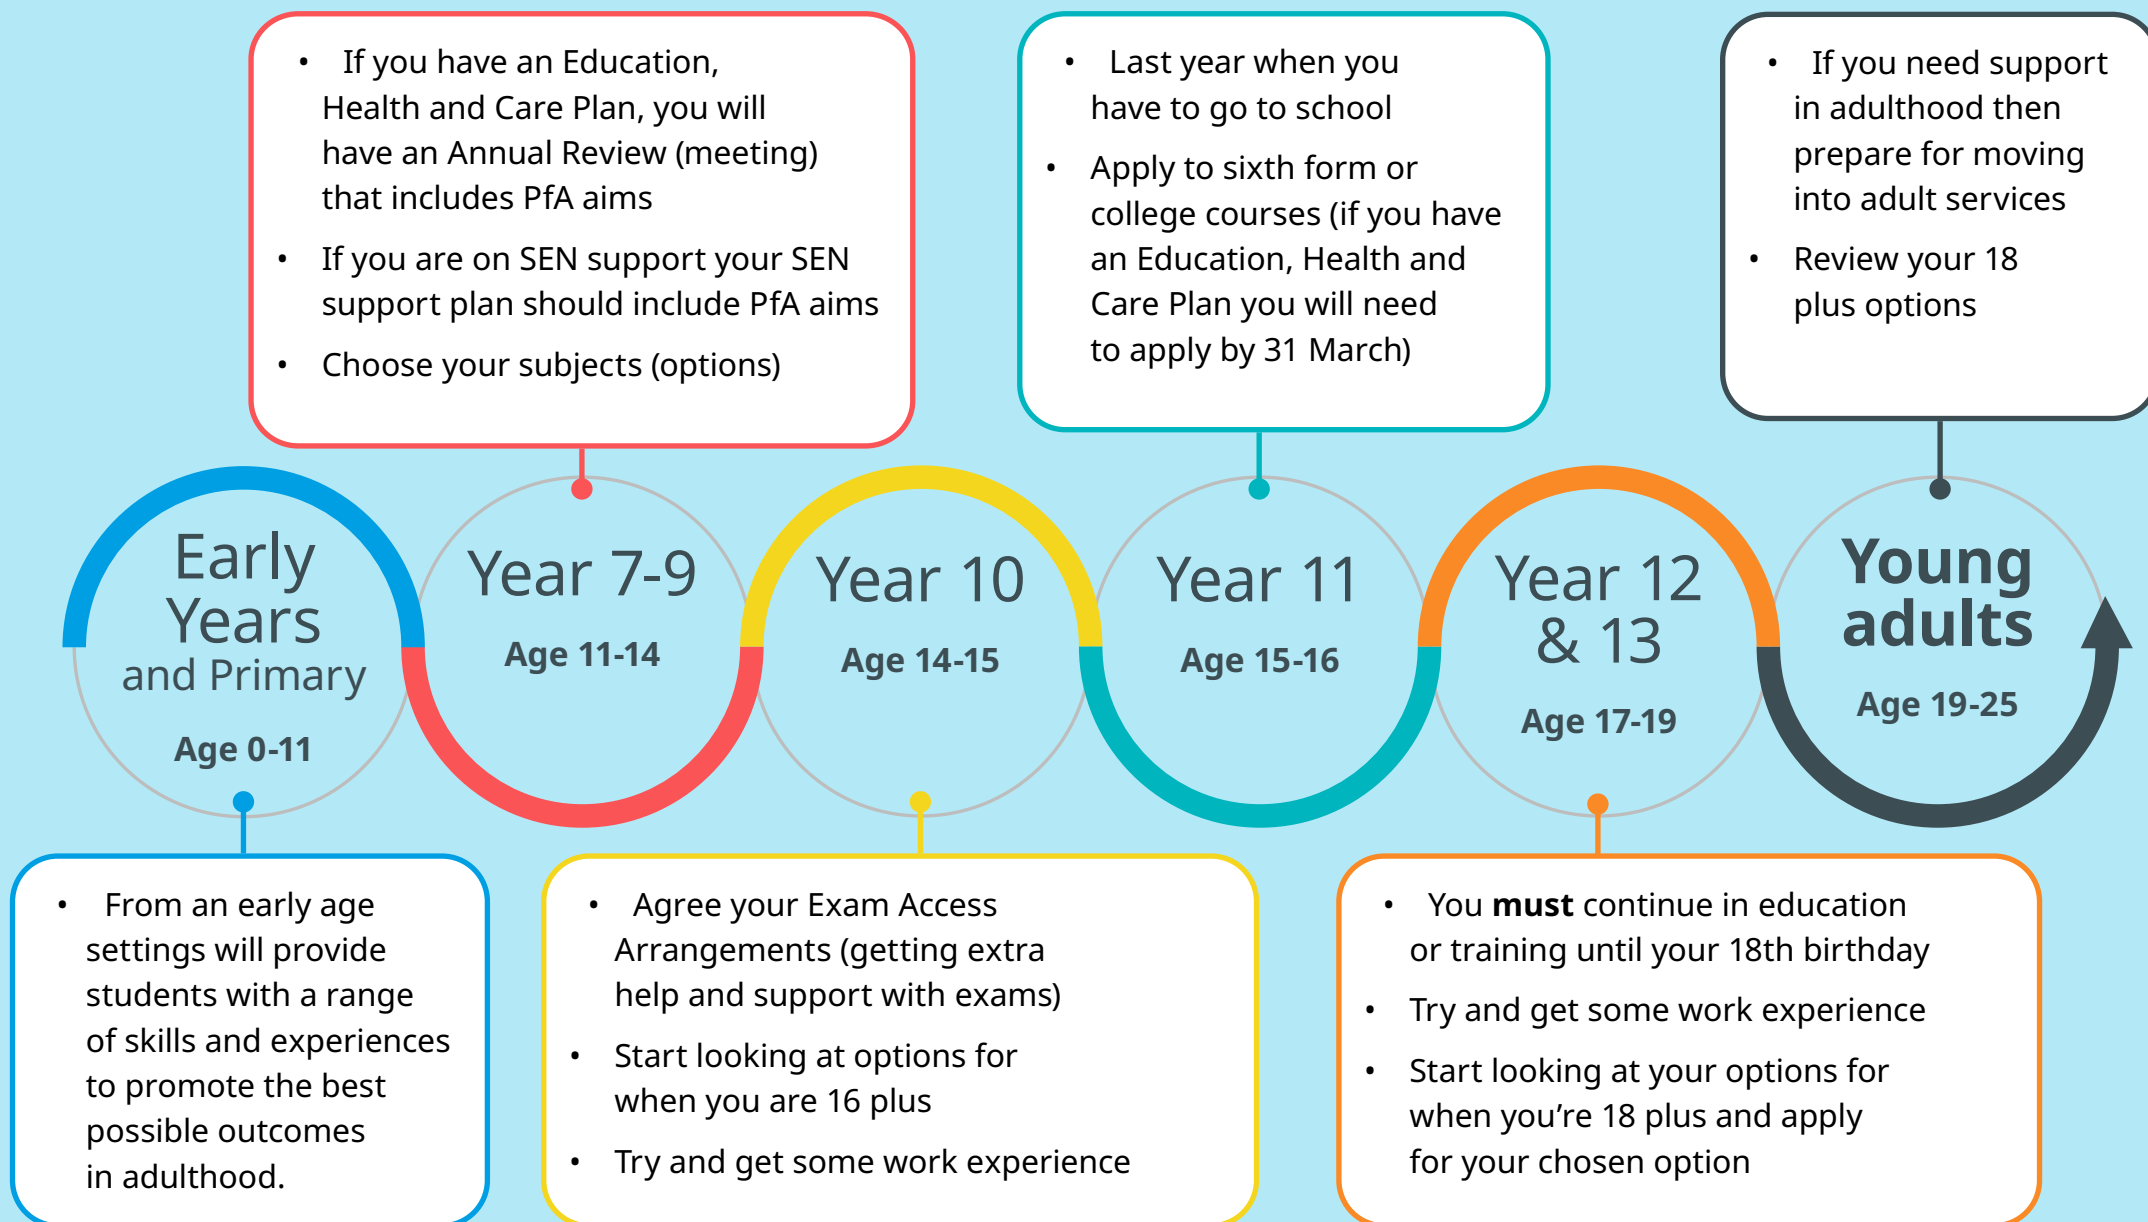 • If you have an Education,
Health and Care Plan, you will
have an Annual Review (meeting)
that includes PfA aims
• If you are on SEN support your SEN
support plan should include PfA aims
• Choose your subjects (options)
• Last year when you
have to go to school
• Apply to sixth form or
college courses (if you have
an Education, Health and
Care Plan you will need
to apply by 31 March)
• If you need support
in adulthood then
prepare for moving
into adult services
• Review your 18
plus options
Early
Years
and Primary
Age 0-11
Year 7-9
Age 11-14
Year 10
Age 14-15
Year 11
Age 15-16
Year 12
& 13
Age 17-19
Young
adults
Age 19-25
• From an early age
settings will provide
students with a range
of skills and experiences
to promote the best
possible outcomes
in adulthood.
• Agree your Exam Access
Arrangements (getting extra
help and support with exams)
• Start looking at options for
when you are 16 plus
• Try and get some work experience
• You must continue in education
or training until your 18th birthday
• Try and get some work experience
• Start looking at your options for
when you’re 18 plus and apply
for your chosen option